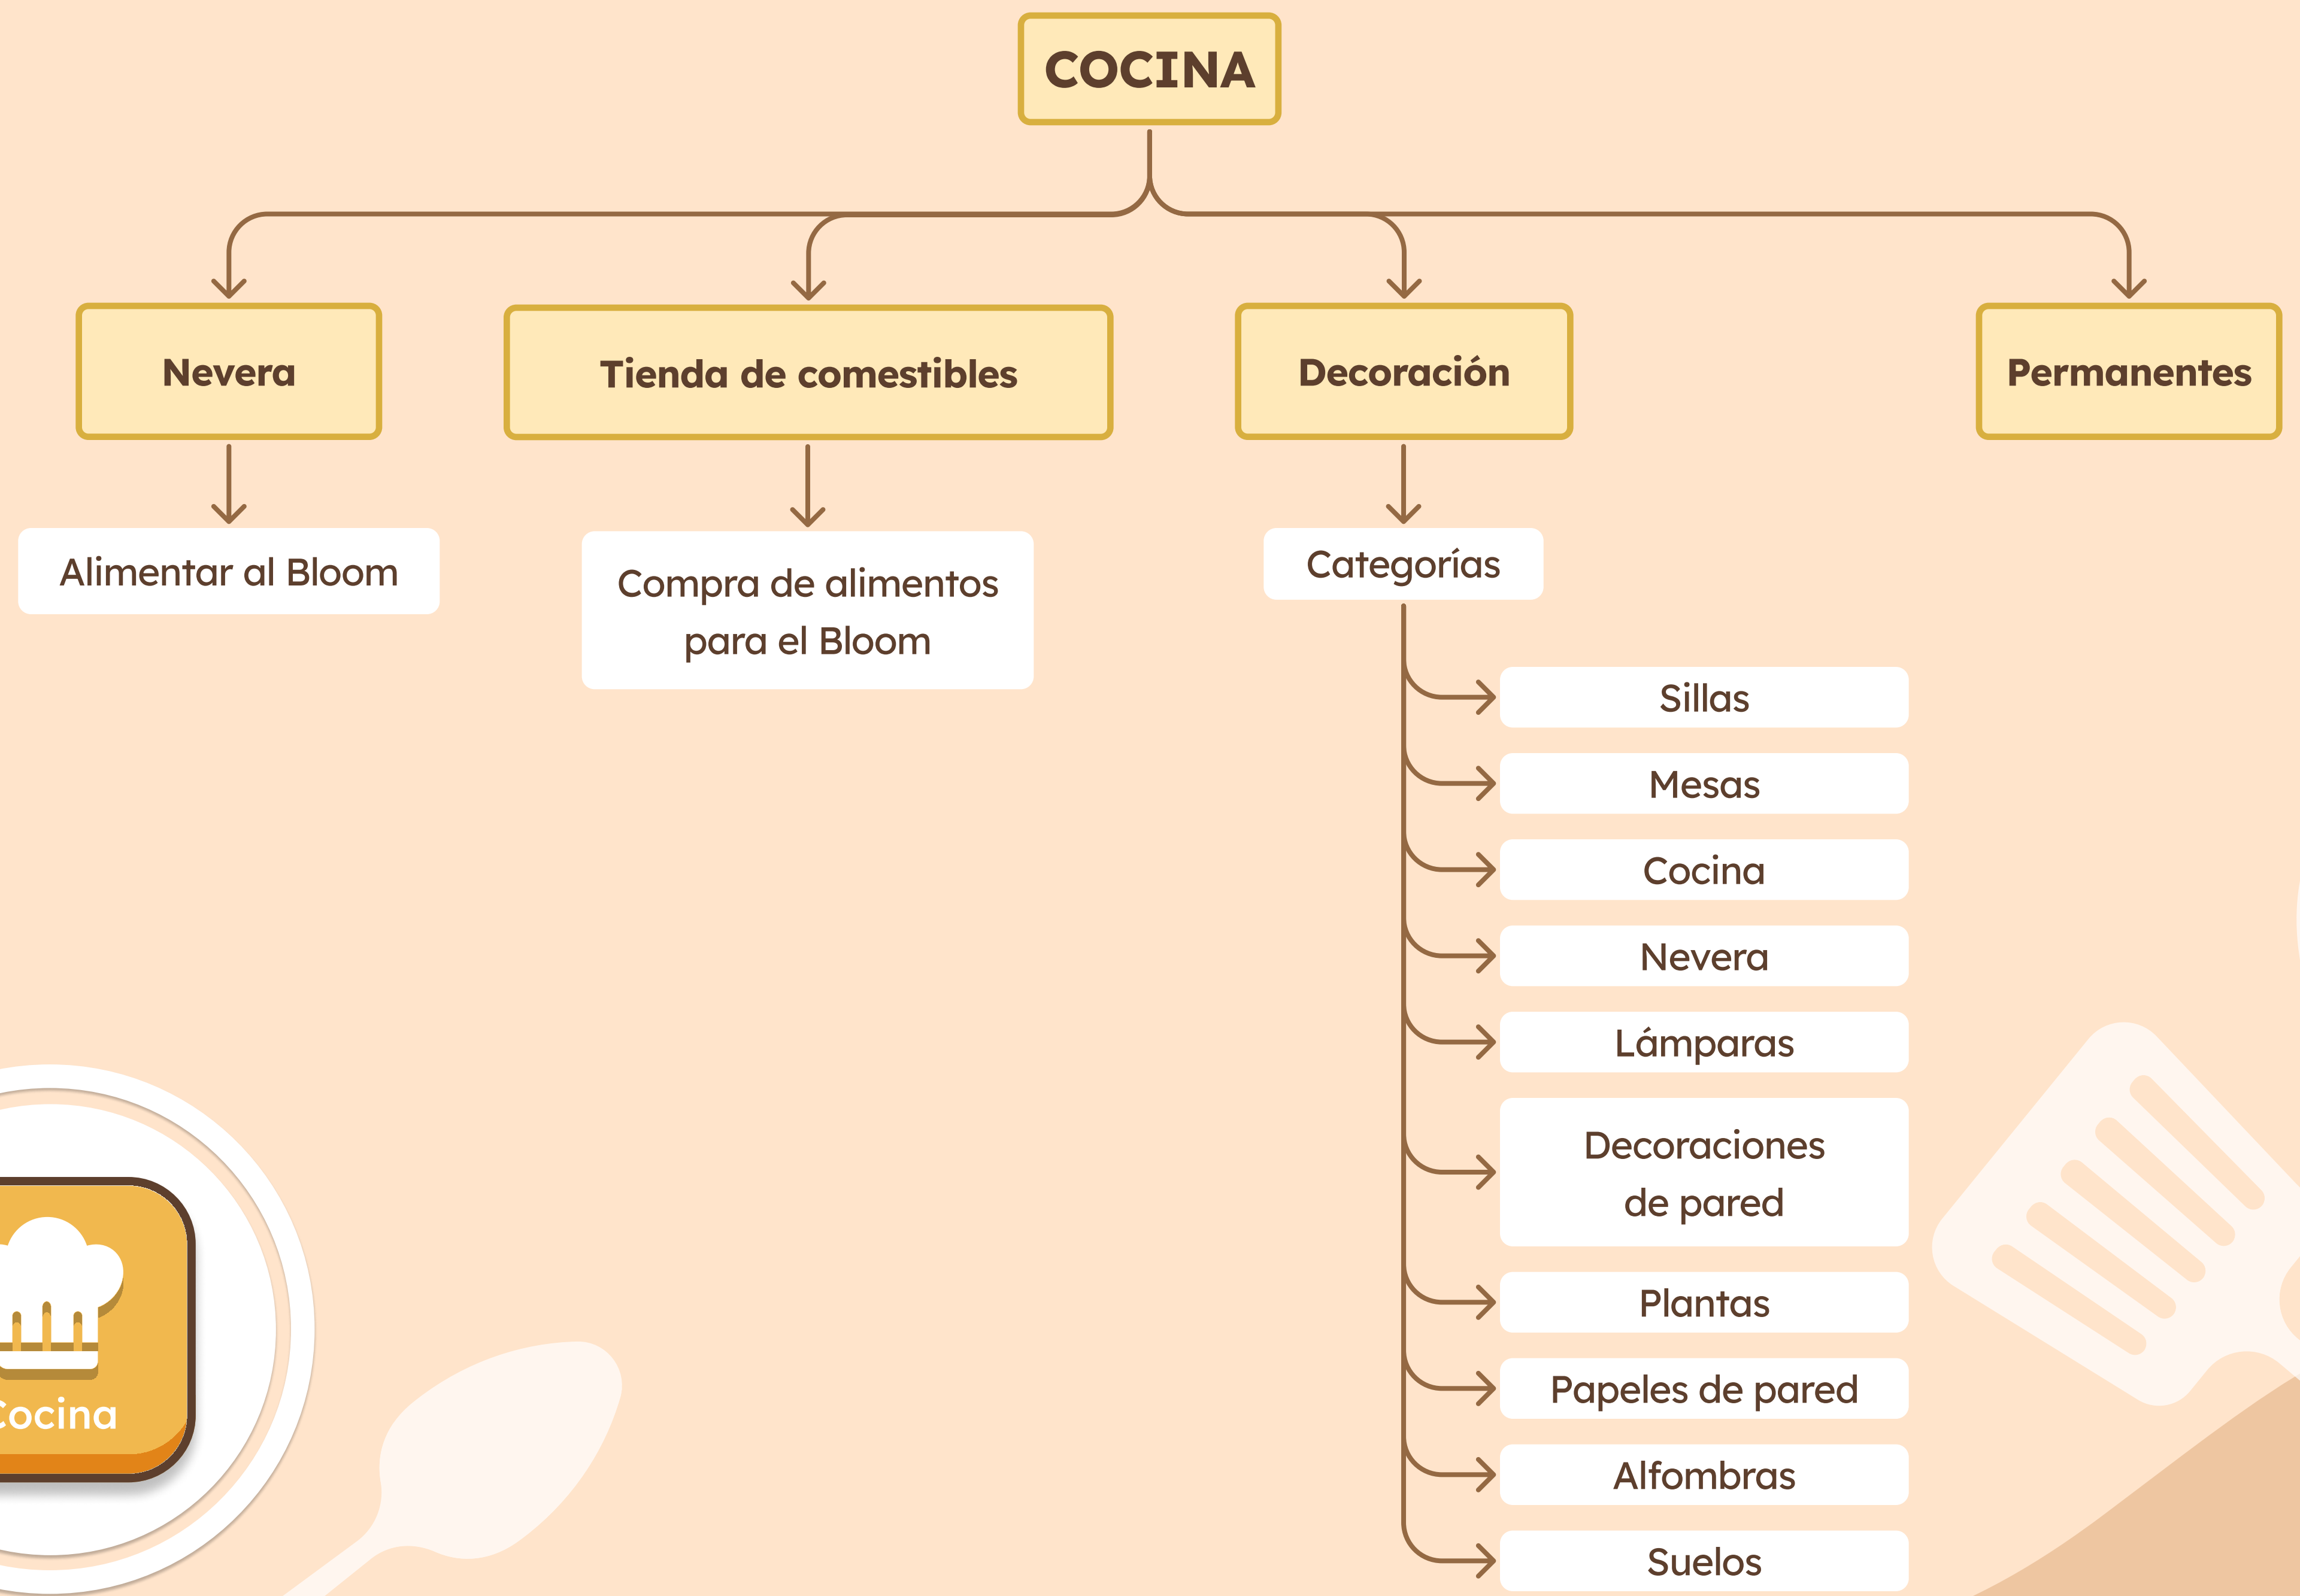 COCINA
Nevera
Tienda de comestibles
Decoración
Permanentes
Alimentar al Bloom
Compra de alimentos
para el Bloom
Categorías
Sillas
Mesas
Cocina
Nevera
Lámparas
Decoraciones
de pared
Plantas
Papeles de pared
Alfombras
Suelos
Cocina